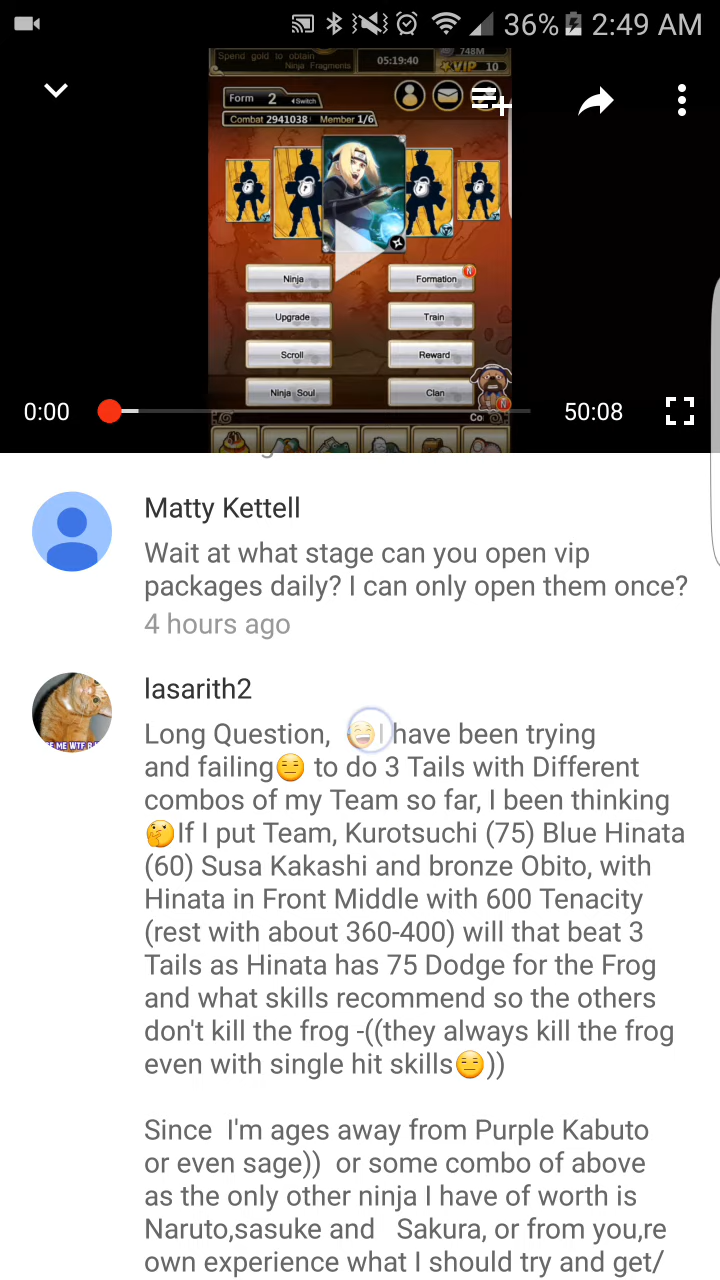 36% 2:49 AM
Spend gold to obtain
Ninja Fragments
05:19:40
748M
VIP 10
Form 2 Switch
Combat 2941038 Member 1/6
Ninja
Formation
N
Upgrade
Train
Scroll
Reward
Ninja Soul
Clan
N
Co
0:00
50:08
Matty Kettell
Wait at what stage can you open vip
packages daily? I can only open them once?
4 hours ago
lasarith2
Long Question, 😅I have been trying
and failing😑 to do 3 Tails with Different
combos of my Team so far, I been thinking
🤔If I put Team, Kurotsuchi (75) Blue Hinata
(60) Susa Kakashi and bronze Obito, with
Hinata in Front Middle with 600 Tenacity
(rest with about 360-400) will that beat 3
Tails as Hinata has 75 Dodge for the Frog
and what skills recommend so the others
don't kill the frog -((they always kill the frog
even with single hit skills😑))
Since I'm ages away from Purple Kabuto
or even sage)) or some combo of above
as the only other ninja I have of worth is
Naruto,sasuke and Sakura, or from you,re
own experience what I should try and get/